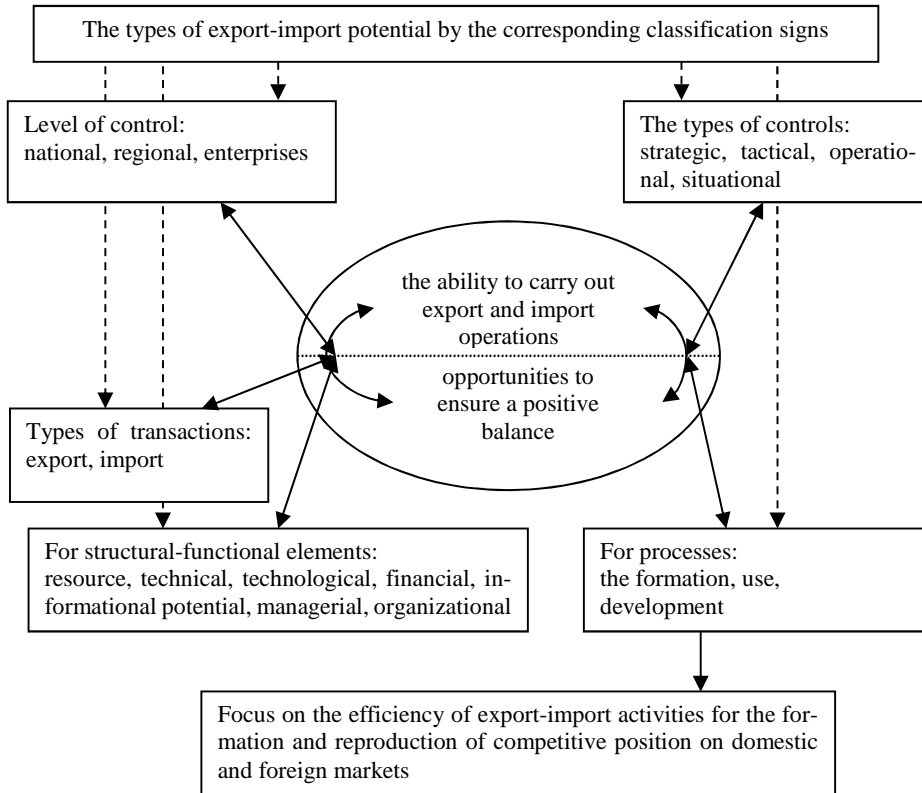 The types of export-import potential by the corresponding classification signs
Level of control:
national, regional, enterprises
The types of controls:
strategic, tactical, operatio-
nal, situational
the ability to carry out
export and import
operations
opportunities to
ensure a positive
balance
Types of transactions:
export, import
For structural-functional elements:
resource, technical, technological, financial, in-
formational potential, managerial, organizational
For processes:
the formation, use,
development
Focus on the efficiency of export-import activities for the for-
mation and reproduction of competitive position on domestic
and foreign markets